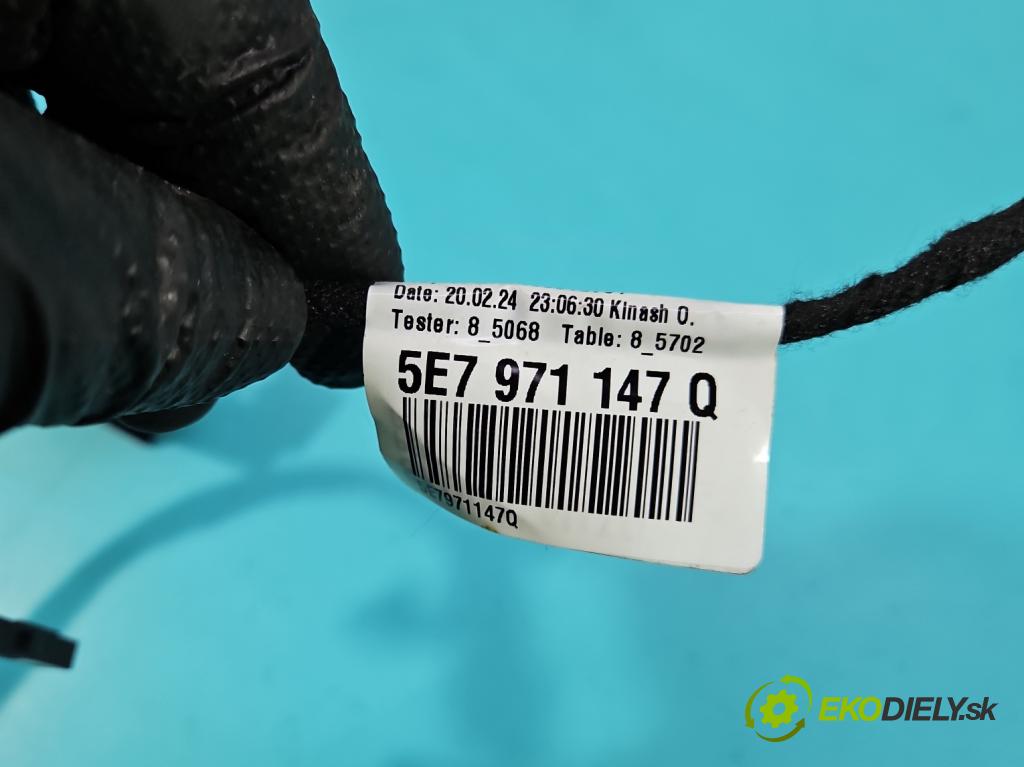 Date: 20.02.24 23:06:30 Kinash O.
Tester: 8_5068 Table: 8_5702
5E7 971 147 Q
5E7971147Q
EKODIELY.sk